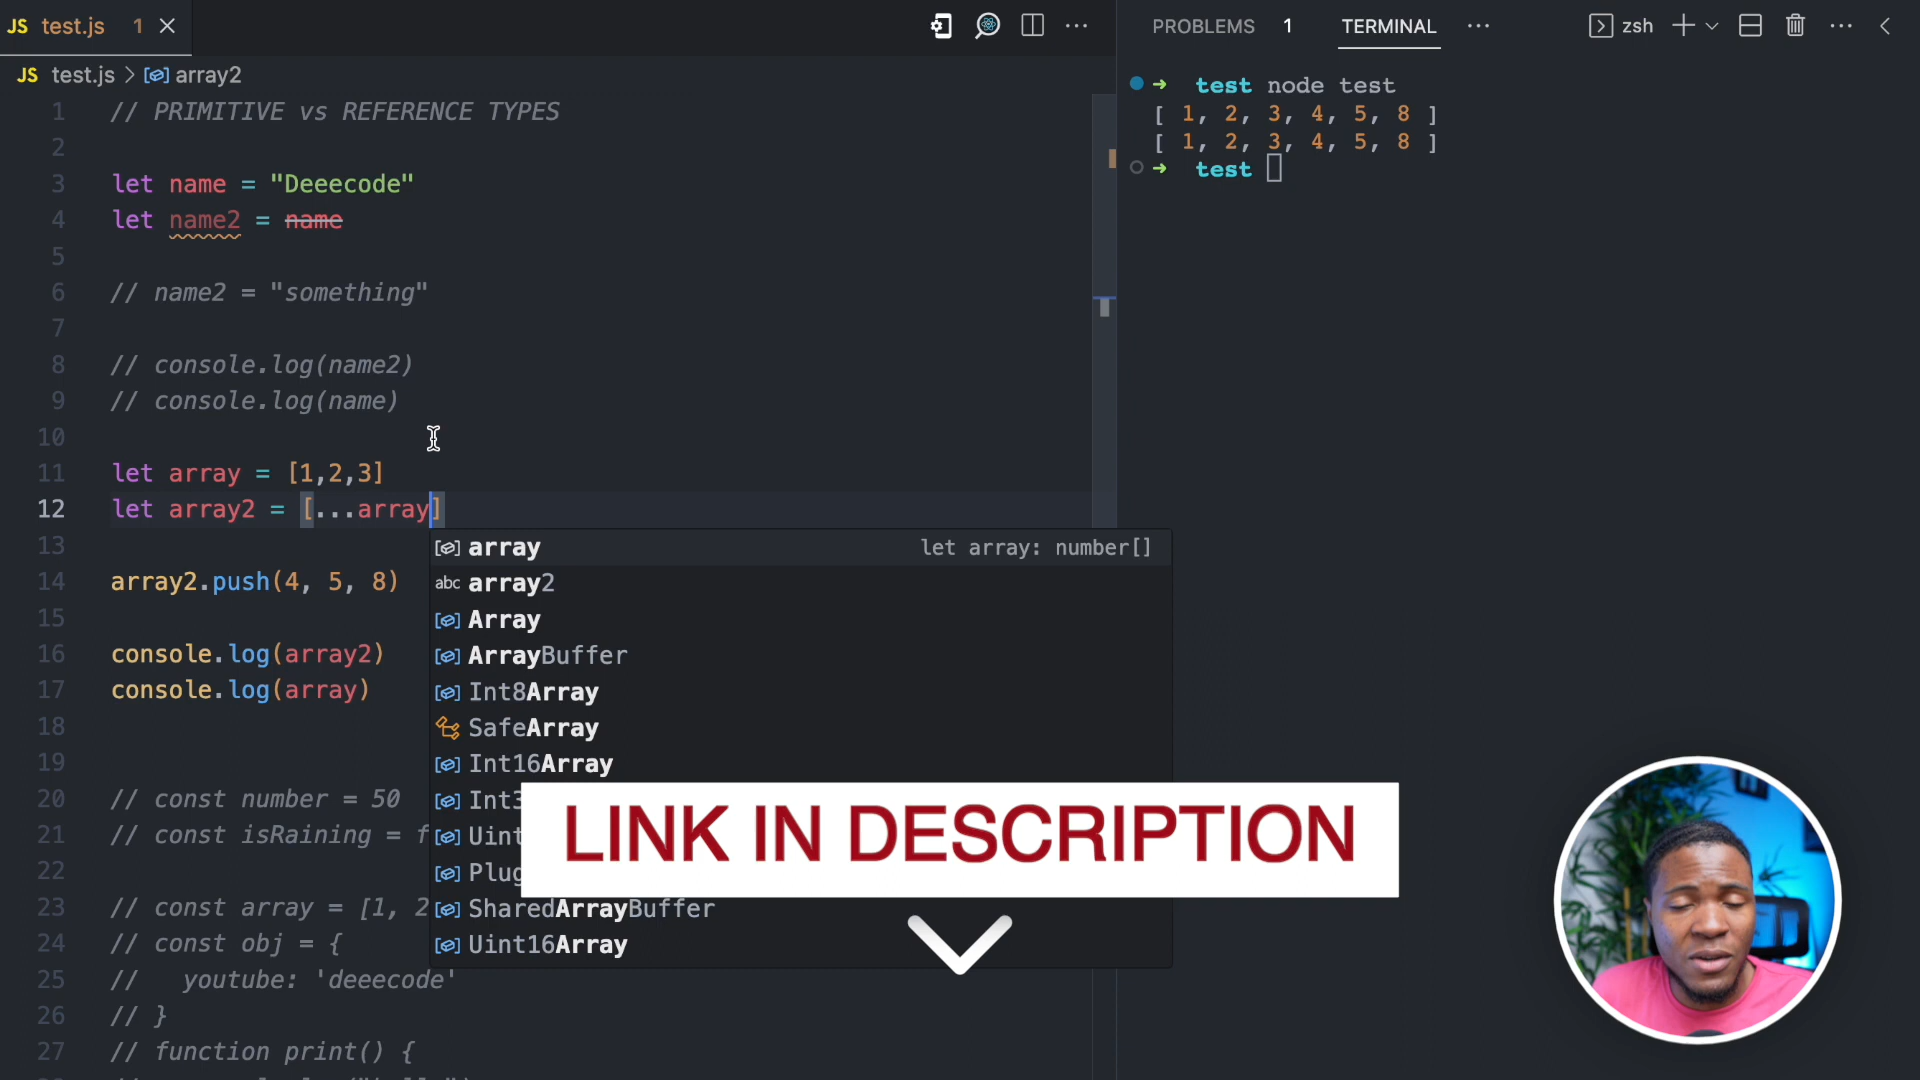 JS test.js 1
PROBLEMS 1 TERMINAL zsh
JS test.js > array2
1 // PRIMITIVE vs REFERENCE TYPES
2
3 let name = "Deeecode"
4 let name2 = name
5
6 // name2 = "something"
7
8 // console.log(name2)
9 // console.log(name)
10
11 let array = [1,2,3]
12 let array2 = [...array]
13
14 array2.push(4, 5, 8)
15
16 console.log(array2)
17 console.log(array)
18
19
20 // const number = 50
21 // const isRaining = f
22
23 // const array = [1, 2
24 // const obj = {
25 //   youtube: 'deeecode'
26 // }
27 // function print() {
array let array: number[]
abc array2
Array
ArrayBuffer
Int8Array
SafeArray
Int16Array
Int3
Uint
Plug
SharedArrayBuffer
Uint16Array
LINK IN DESCRIPTION
➜ test node test
[ 1, 2, 3, 4, 5, 8 ]
[ 1, 2, 3, 4, 5, 8 ]
➜ test